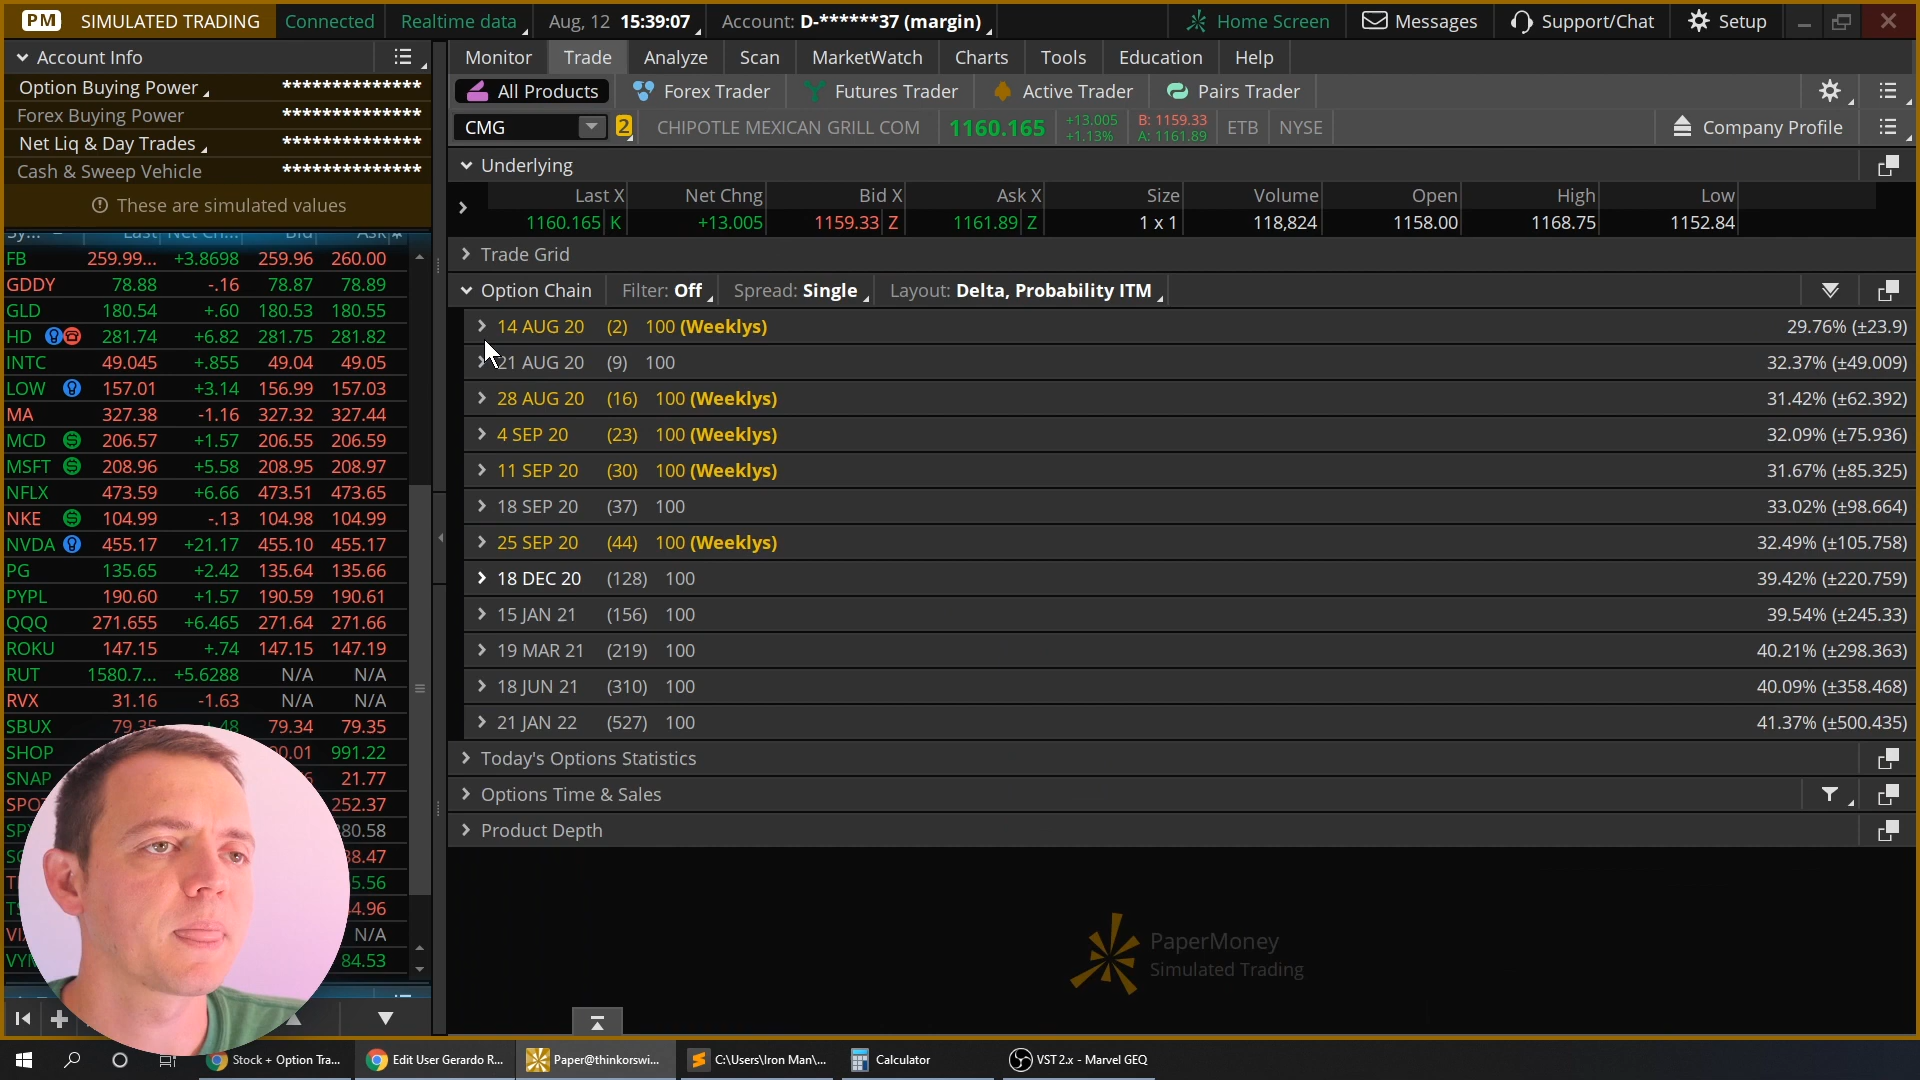 PM SIMULATED TRADING Connected Realtime data Aug, 12 15:39:07 Account: D-******37 (margin) Home Screen Messages Support/Chat Setup
Account Info
Option Buying Power **************
Forex Buying Power **************
Net Liq & Day Trades **************
Cash & Sweep Vehicle **************
These are simulated values
Sy... Last Net Ch... Bid Ask
FB 259.99... +3.8698 259.96 260.00
GDDY 78.88 -.16 78.87 78.89
GLD 180.54 +.60 180.53 180.55
HD 281.74 +6.82 281.75 281.82
INTC 49.045 +.855 49.04 49.05
LOW 157.01 +3.14 156.99 157.03
MA 327.38 -1.16 327.32 327.44
MCD 206.57 +1.57 206.55 206.59
MSFT 208.96 +5.58 208.95 208.97
NFLX 473.59 +6.66 473.51 473.65
NKE 104.99 -.13 104.98 104.99
NVDA 455.17 +21.17 455.10 455.17
PG 135.65 +2.42 135.64 135.66
PYPL 190.60 +1.57 190.59 190.61
QQQ 271.655 +6.465 271.64 271.66
ROKU 147.15 +.74 147.15 147.19
RUT 1580.7... +5.6288 N/A N/A
RVX 31.16 -1.63 N/A N/A
SBUX 79.35 +.48 79.34 79.35
SHOP 991.22
SNAP 21.77
252.37
N/A
84.53
Monitor Trade Analyze Scan MarketWatch Charts Tools Education Help
All Products Forex Trader Futures Trader Active Trader Pairs Trader
CMG 2 CHIPOTLE MEXICAN GRILL COM 1160.165 +13.005 +1.13% B: 1159.33 A: 1161.89 ETB NYSE Company Profile
Underlying
Last X Net Chng Bid X Ask X Size Volume Open High Low
1160.165 K +13.005 1159.33 Z 1161.89 Z 1 x 1 118,824 1158.00 1168.75 1152.84
Trade Grid
Option Chain Filter: Off Spread: Single Layout: Delta, Probability ITM
14 AUG 20 (2) 100 (Weeklys) 29.76% (±23.9)
21 AUG 20 (9) 100 32.37% (±49.009)
28 AUG 20 (16) 100 (Weeklys) 31.42% (±62.392)
4 SEP 20 (23) 100 (Weeklys) 32.09% (±75.936)
11 SEP 20 (30) 100 (Weeklys) 31.67% (±85.325)
18 SEP 20 (37) 100 33.02% (±98.664)
25 SEP 20 (44) 100 (Weeklys) 32.49% (±105.758)
18 DEC 20 (128) 100 39.42% (±220.759)
15 JAN 21 (156) 100 39.54% (±245.33)
19 MAR 21 (219) 100 40.21% (±298.363)
18 JUN 21 (310) 100 40.09% (±358.468)
21 JAN 22 (527) 100 41.37% (±500.435)
Today's Options Statistics
Options Time & Sales
Product Depth
PaperMoney
Simulated Trading
Stock + Option Tra... Edit User Gerardo R... Paper@thinkorswi... C:\Users\Iron Man\... Calculator VST 2.x - Marvel GEQ